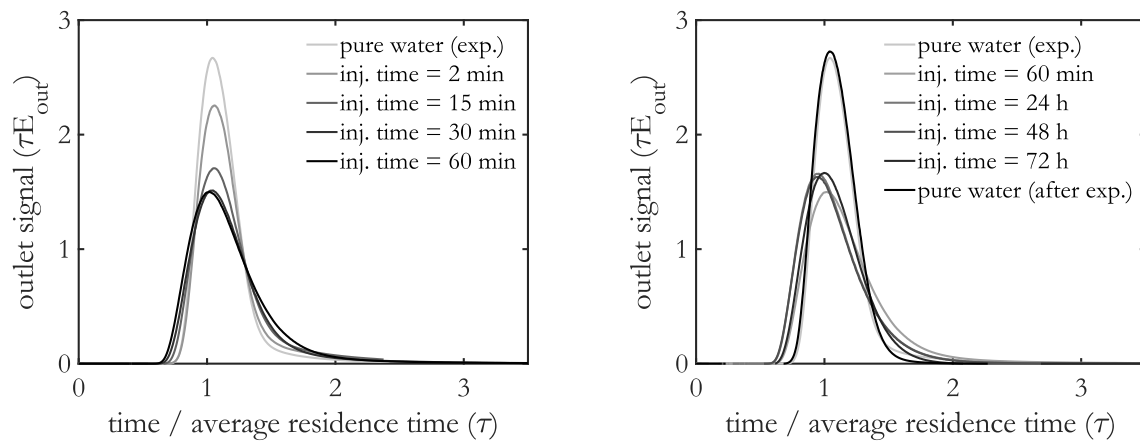 3
2
1
0
0
1
2
3
outlet signal (τE_out)
time / average residence time (τ)
pure water (exp.)
inj. time = 2 min
inj. time = 15 min
inj. time = 30 min
inj. time = 60 min
3
2
1
0
0
1
2
3
outlet signal (τE_out)
time / average residence time (τ)
pure water (exp.)
inj. time = 60 min
inj. time = 24 h
inj. time = 48 h
inj. time = 72 h
pure water (after exp.)